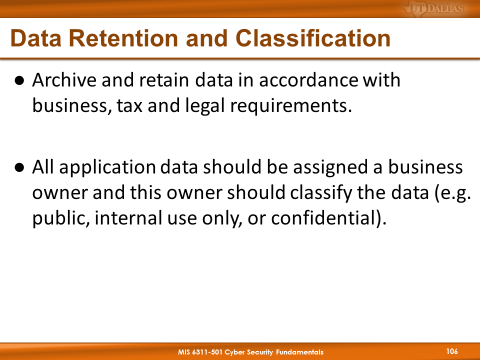 UT DALLAS
Data Retention and Classification
● Archive and retain data in accordance with
business, tax and legal requirements.
● All application data should be assigned a business
owner and this owner should classify the data (e.g.
public, internal use only, or confidential).
MIS 6311-501 Cyber Security Fundamentals
106